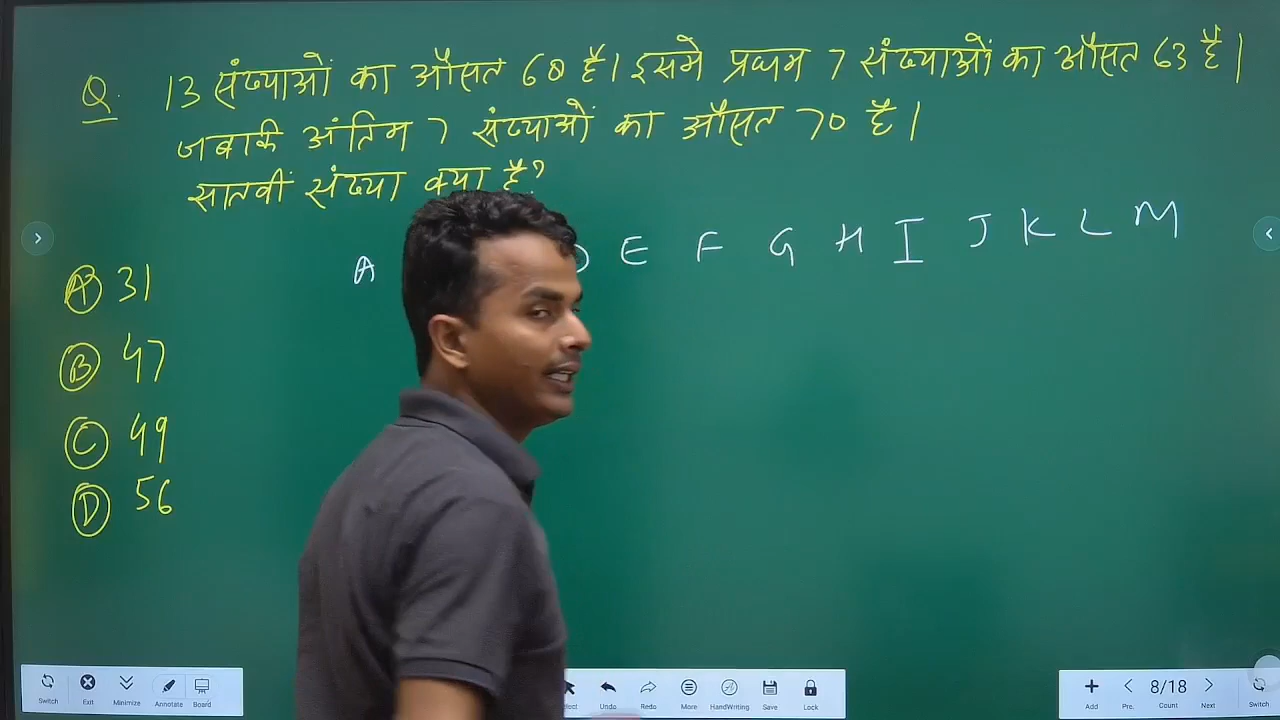 Q. 13 संख्याओं का औसत 60 है। इसमे प्रथम 7 संख्याओं का औसत 63 है।
जबकि अंतिम 7 संख्याओं का औसत 70 है।
सातवीं संख्या क्या है?
A E F G H I J K L M
A 31
B 47
C 49
D 56
Switch Exit Minimize Annotate Board Undo Redo More HandWriting Save Lock Add Pre. 8/18 Count Next Switch